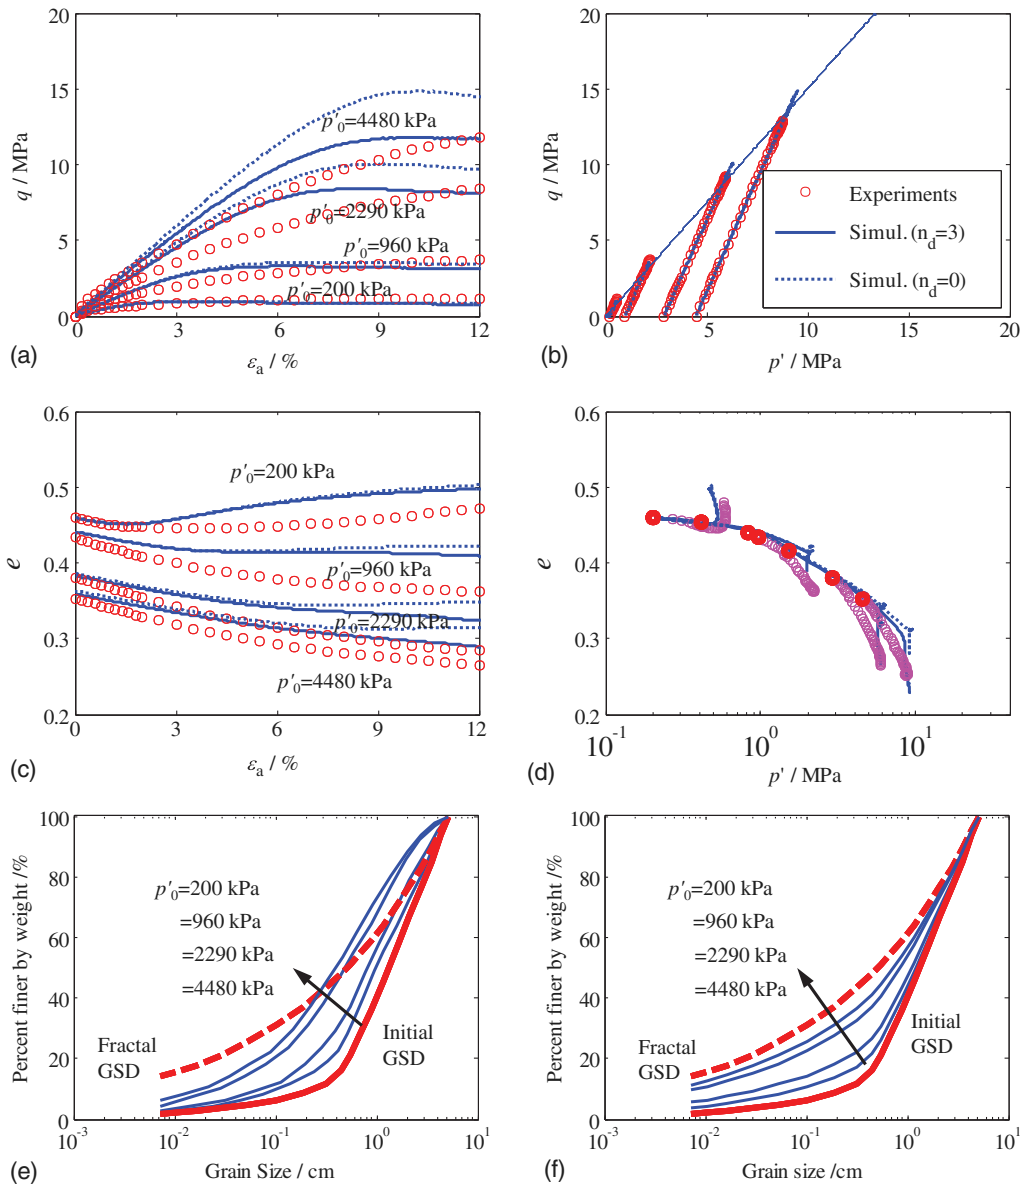 20
15
10
5
0
q / MPa
p'0=4480 kPa
p'0=2290 kPa
p'0=960 kPa
p'0=200 kPa
0 3 6 9 12
(a)
εa / %
20
15
10
5
0
q / MPa
Experiments
Simul. (nd=3)
Simul. (nd=0)
5 10 15 20
(b)
p' / MPa
0.6
0.5
0.4
0.3
0.2
e
p'0=200 kPa
p'0=960 kPa
p'0=2290 kPa
p'0=4480 kPa
0 3 6 9 12
(c)
εa / %
0.6
0.5
0.4
0.3
0.2
e
10-1 100 101
(d)
p' / MPa
100
80
60
40
20
0
Percent finer by weight /%
p'0=200 kPa
=960 kPa
=2290 kPa
=4480 kPa
Fractal
GSD
Initial
GSD
10-3 10-2 10-1 100 101
(e)
Grain Size / cm
100
80
60
40
20
0
Percent finer by weight /%
p'0=200 kPa
=960 kPa
=2290 kPa
=4480 kPa
Fractal
GSD
Initial
GSD
10-3 10-2 10-1 100 101
(f)
Grain size /cm